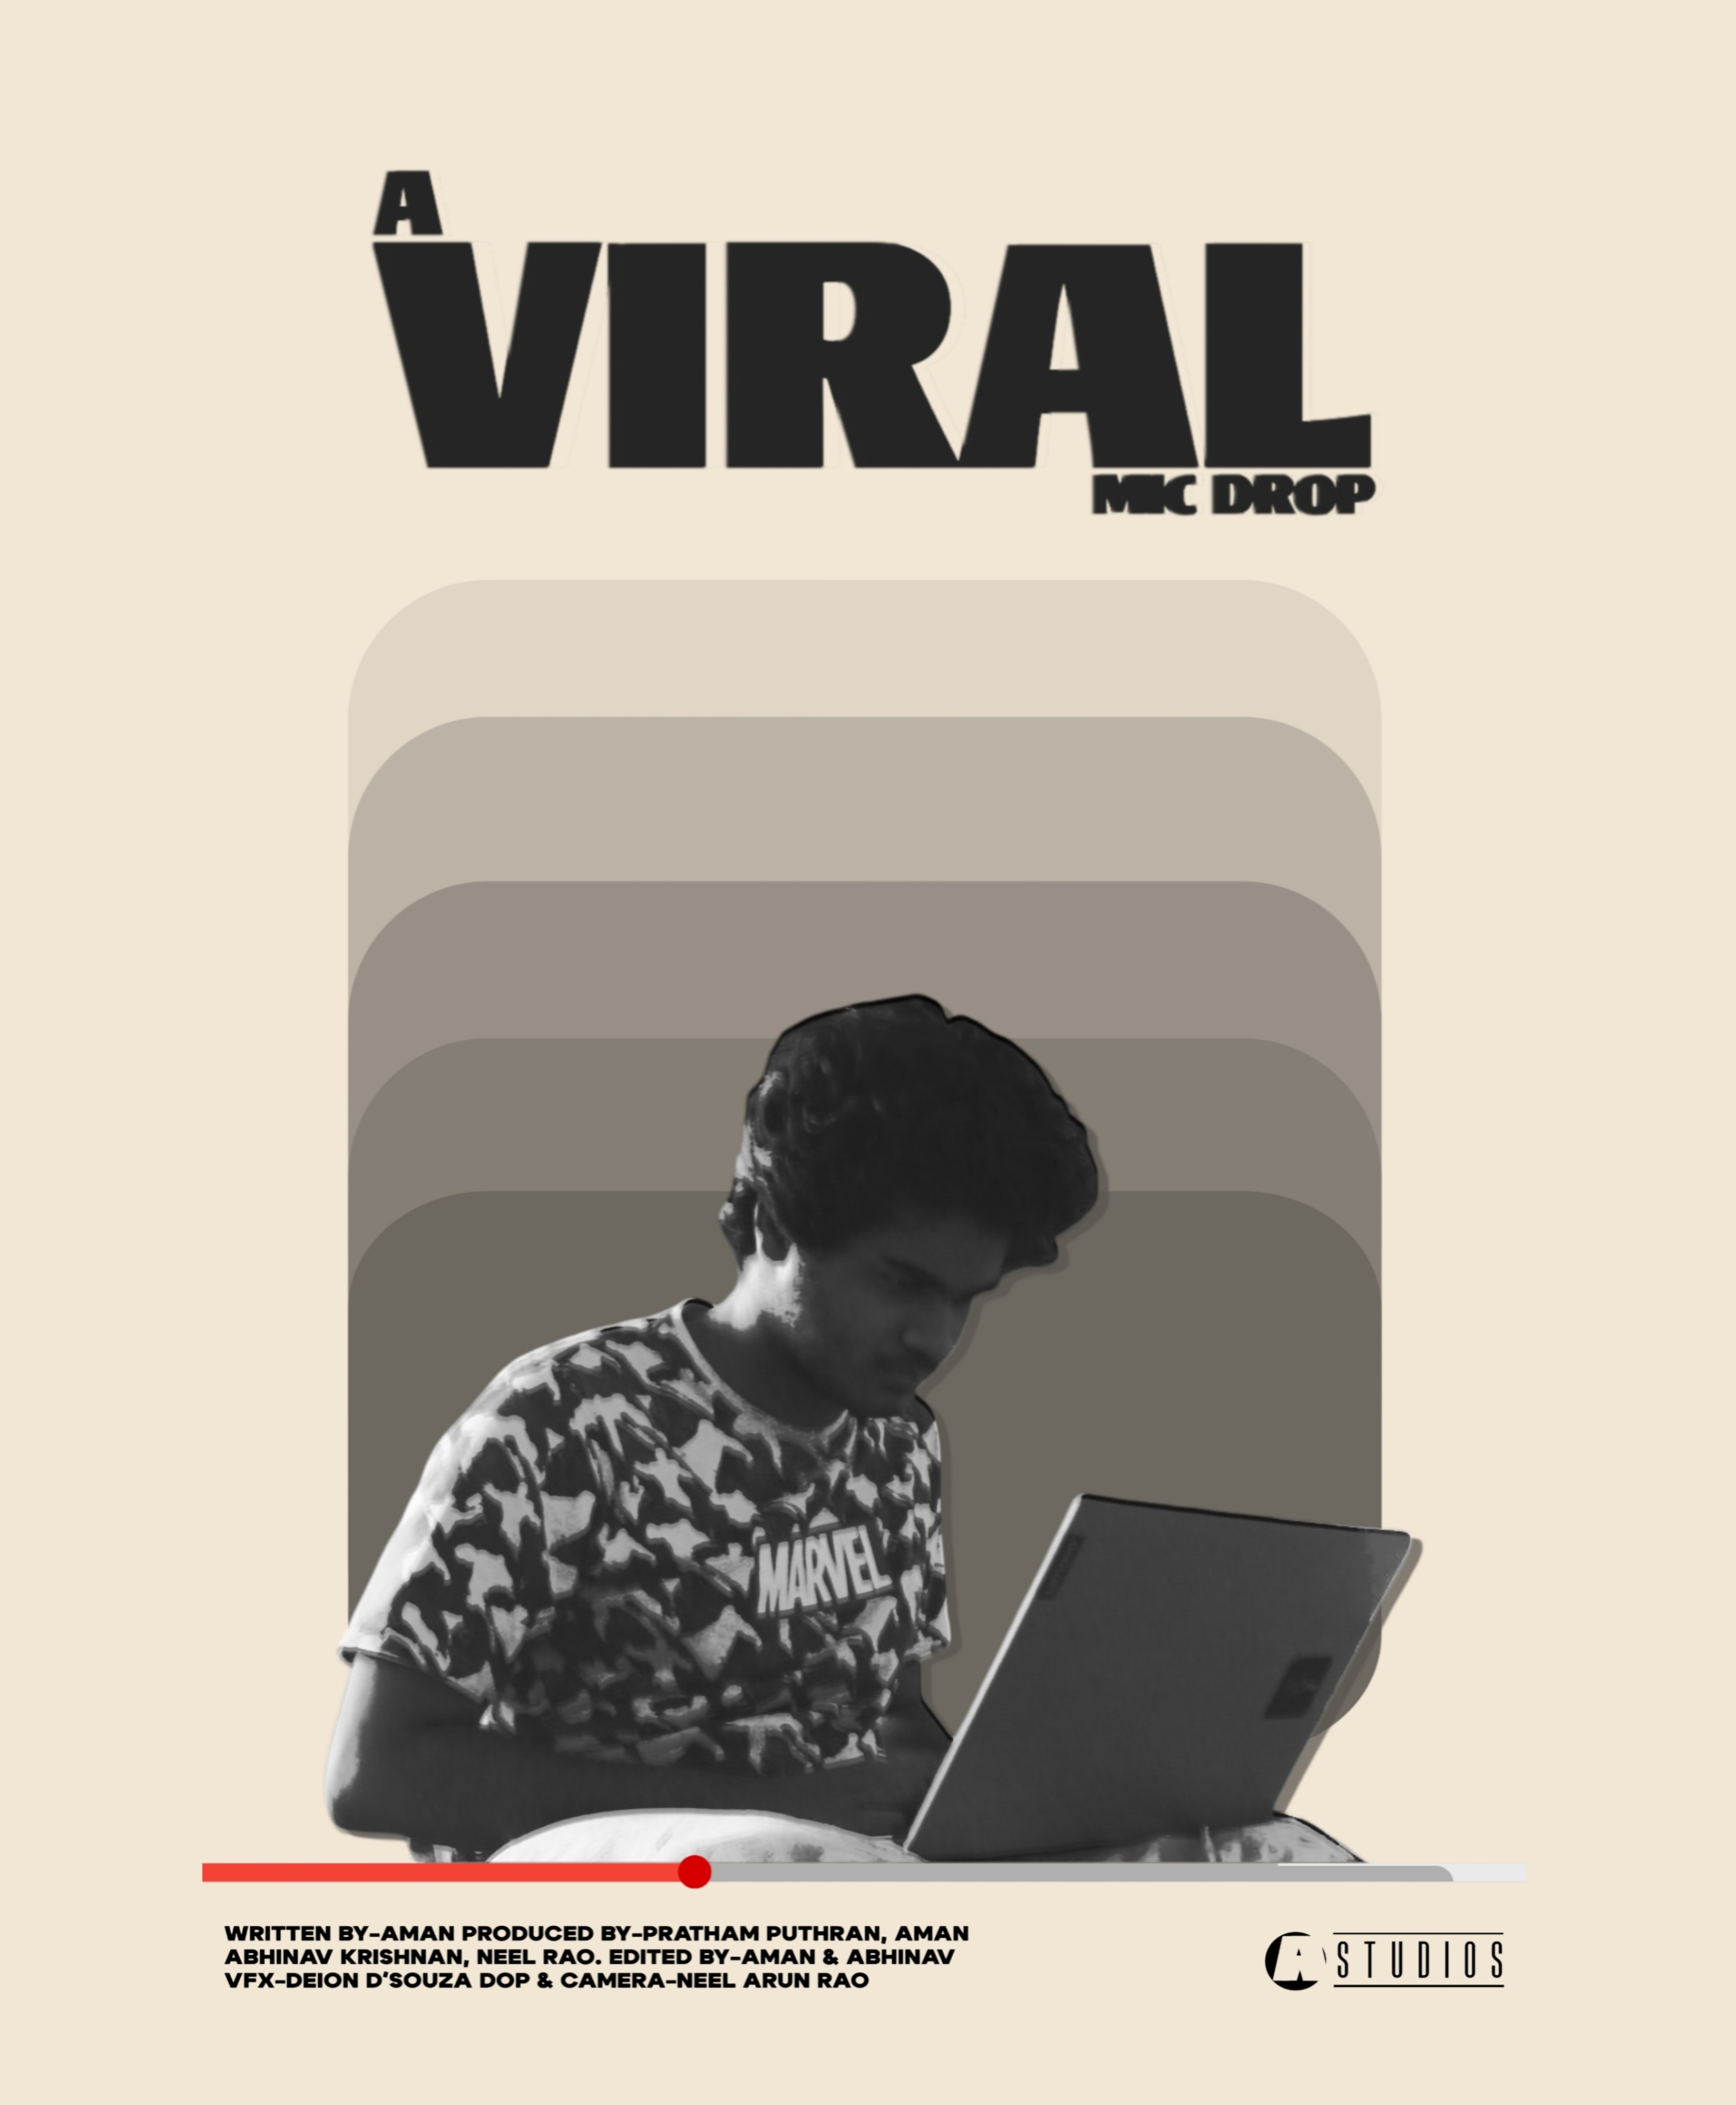 A
VIRAL
MIC DROP
MARVEL
WRITTEN BY-AMAN PRODUCED BY-PRATHAM PUTHRAN, AMAN
ABHINAV KRISHNAN, NEEL RAO. EDITED BY-AMAN & ABHINAV
VFX-DEION D'SOUZA DOP & CAMERA-NEEL ARUN RAO
A STUDIOS